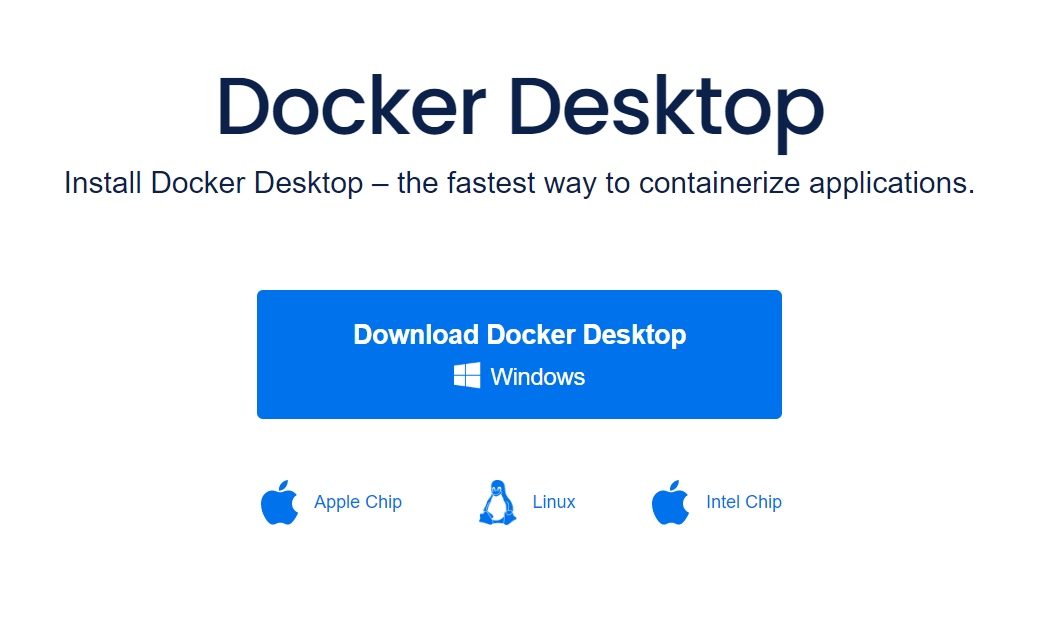 Docker Desktop
Install Docker Desktop – the fastest way to containerize applications.
Download Docker Desktop
Windows
Apple Chip
Linux
Intel Chip